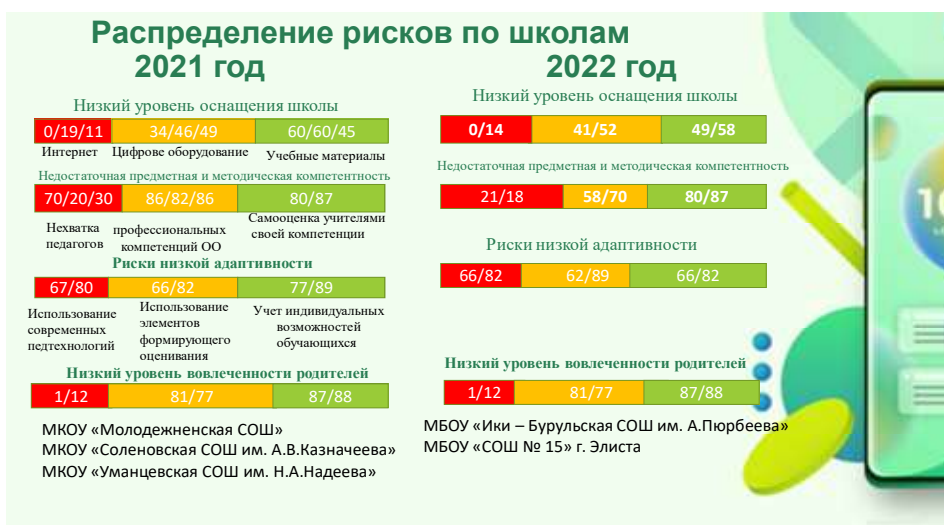 Распределение рисков по школам
2021 год
Низкий уровень оснащения школы
0/19/11 34/46/49 60/60/45
Интернет Цифрове оборудование Учебные материалы
Недостаточная предметная и методическая компетентность
70/20/30 86/82/86 80/87
Нехватка
педагогов
профессиональных
компетенций ОО
Самооценка учителями
своей компетенции
Риски низкой адаптивности
67/80 66/82 77/89
Использование
современных
педтехнологий
Использование
элементов
формирующего
оценивания
Учет индивидуальных
возможностей
обучающихся
Низкий уровень вовлеченности родителей
1/12 81/77 87/88
МКОУ «Молодежненская СОШ»
МКОУ «Соленовская СОШ им. А.В.Казначеева»
МКОУ «Уманцевская СОШ им. Н.А.Надеева»
2022 год
Низкий уровень оснащения школы
0/14 41/52 49/58
Недостаточная предметная и методическая компетентность
21/18 58/70 80/87
Риски низкой адаптивности
66/82 62/89 66/82
Низкий уровень вовлеченности родителей
1/12 81/77 87/88
МБОУ «Ики – Бурульская СОШ им. А.Пюрбеева»
МБОУ «СОШ № 15» г. Элиста